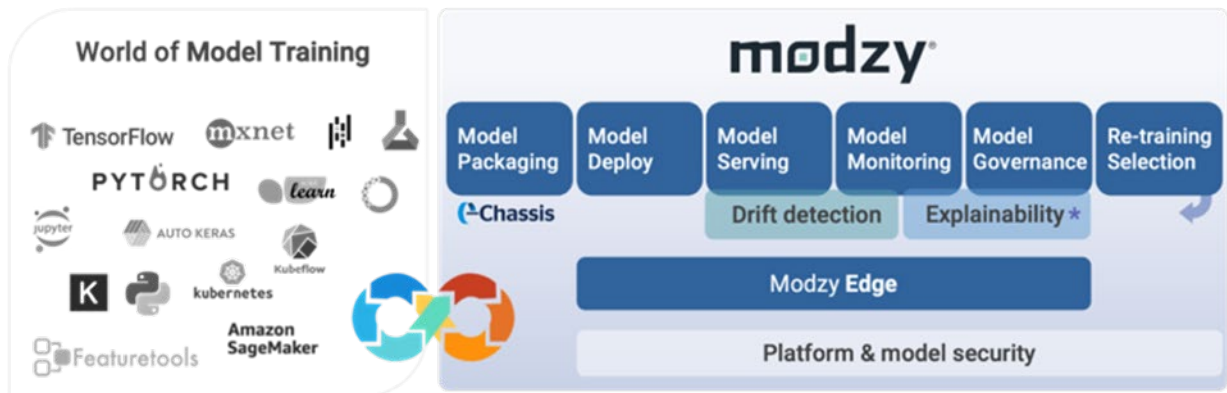 World of Model Training
TensorFlow
mxnet
PYTORCH
learn
jupyter
AUTO KERAS
Kubeflow
K
kubernetes
Amazon
SageMaker
Featuretools
modzy®
Model
Packaging
Model
Deploy
Model
Serving
Model
Monitoring
Model
Governance
Re-training
Selection
Chassis
Drift detection
Explainability*
Modzy Edge
Platform & model security